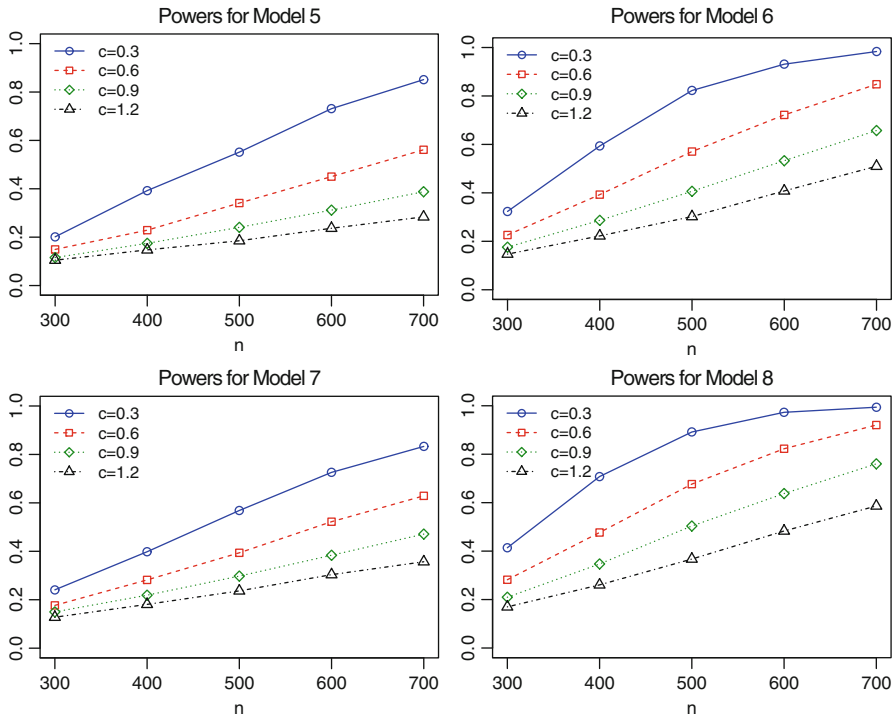 Powers for Model 5
c=0.3
c=0.6
c=0.9
c=1.2
0.0 0.2 0.4 0.6 0.8 1.0
300 400 500 600 700
n
Powers for Model 6
c=0.3
c=0.6
c=0.9
c=1.2
0.0 0.2 0.4 0.6 0.8 1.0
300 400 500 600 700
n
Powers for Model 7
c=0.3
c=0.6
c=0.9
c=1.2
0.0 0.2 0.4 0.6 0.8 1.0
300 400 500 600 700
n
Powers for Model 8
c=0.3
c=0.6
c=0.9
c=1.2
0.0 0.2 0.4 0.6 0.8 1.0
300 400 500 600 700
n